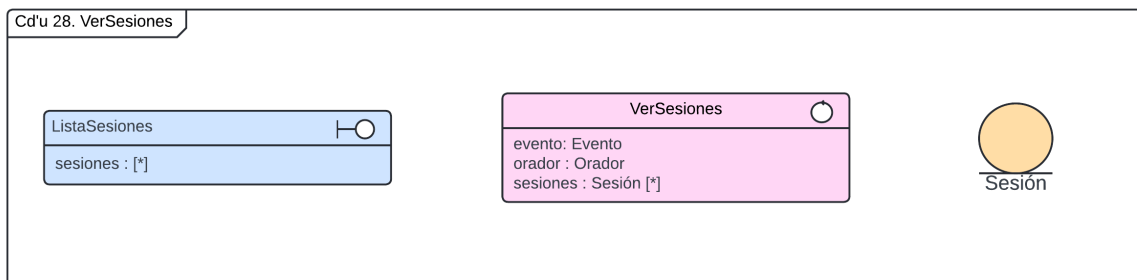 Cd'u 28. VerSesiones
ListaSesiones
sesiones : [*]
VerSesiones
evento: Evento
orador : Orador
sesiones : Sesión [*]
Sesión